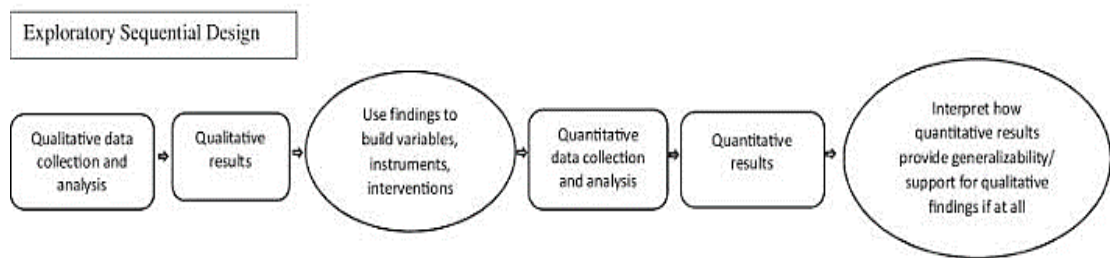 Exploratory Sequential Design
Qualitative data
collection and
analysis
Qualitative
results
Use findings to
build variables,
instruments,
interventions
Quantitative
data collection
and analysis
Quantitative
results
Interpret how
quantitative results
provide generalizability/
support for qualitative
findings if at all